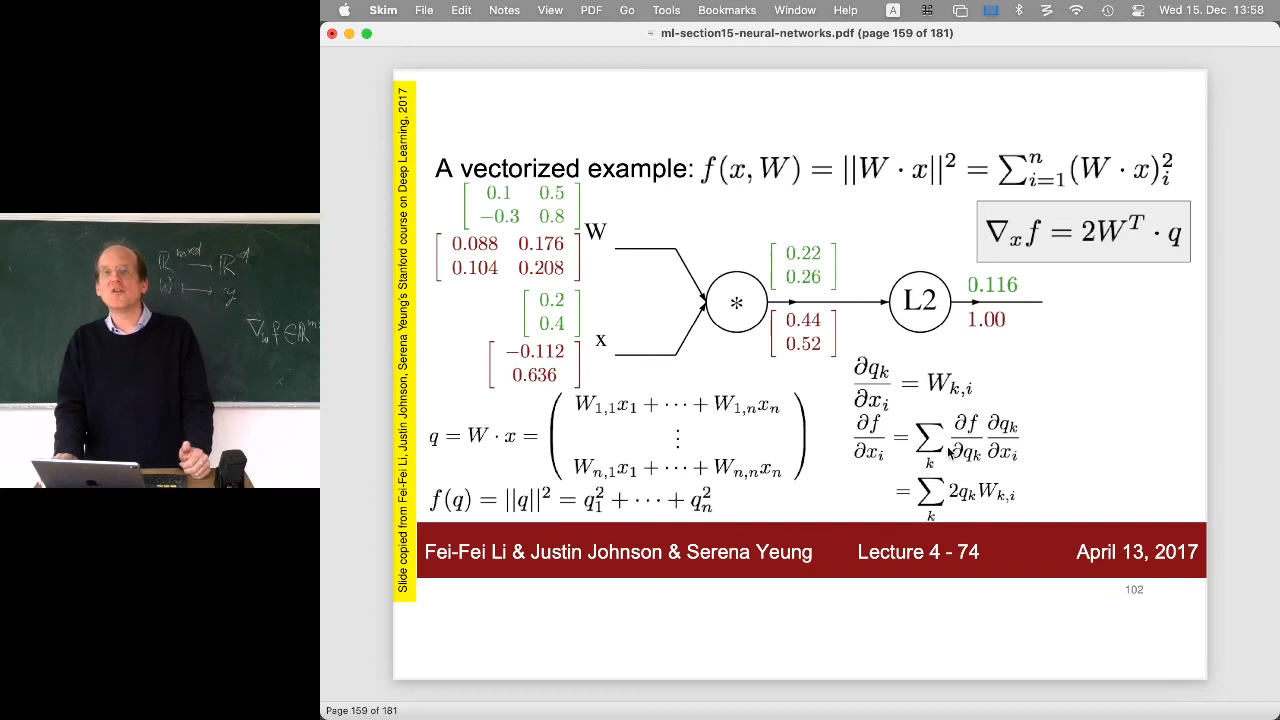 Skim File Edit Notes View PDF Go Tools Bookmarks Window Help A Wed 15. Dec 13:58
ml-section15-neural-networks.pdf (page 159 of 181)
Slide copied from Fei-Fei Li, Justin Johnson, Serena Yeung's Stanford course on Deep Learning, 2017
A vectorized example: f(x, W) = ||W · x||² = ∑ⁿᵢ₌₁ (W · x)ᵢ²
∇ₓf = 2Wᵀ · q
[0.1 0.5
−0.3 0.8]
W
[0.088 0.176
0.104 0.208]
[0.2
0.4]
x
[−0.112
0.636]
*
[0.22
0.26]
[0.44
0.52]
L2
0.116
1.00
∂qₖ/∂xᵢ = Wₖ,ᵢ
∂f/∂xᵢ = ∑ₖ ∂f/∂qₖ ∂qₖ/∂xᵢ
= ∑ₖ 2qₖWₖ,ᵢ
q = W · x = ( W₁,₁x₁ + ··· + W₁,ₙxₙ
⋮
Wₙ,₁x₁ + ··· + Wₙ,ₙxₙ )
f(q) = ||q||² = q₁² + ··· + qₙ²
Fei-Fei Li & Justin Johnson & Serena Yeung Lecture 4 - 74 April 13, 2017
102
Page 159 of 181